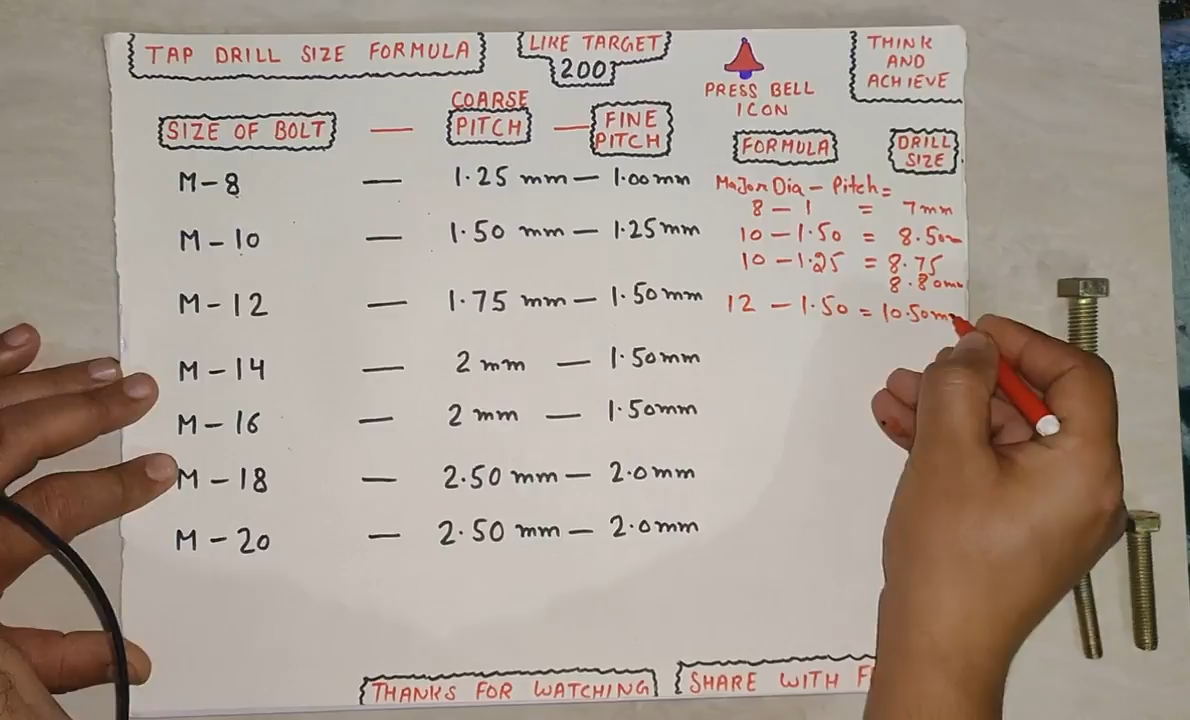 TAP DRILL SIZE FORMULA
LIKE TARGET
200
PRESS BELL
ICON
THINK
AND
ACHIEVE
SIZE OF BOLT — COARSE PITCH — FINE PITCH
FORMULA
DRILL SIZE
Major Dia - Pitch =
M-8 — 1.25 mm — 1.00mm
8 - 1 = 7mm
M-10 — 1.50 mm — 1.25mm
10 - 1.50 = 8.50m
10 - 1.25 = 8.75
8.80mm
M-12 — 1.75 mm — 1.50mm
12 - 1.50 = 10.50m
M-14 — 2 mm — 1.50mm
M-16 — 2 mm — 1.50mm
M-18 — 2.50 mm — 2.0mm
M-20 — 2.50 mm — 2.0mm
THANKS FOR WATCHING
SHARE WITH F